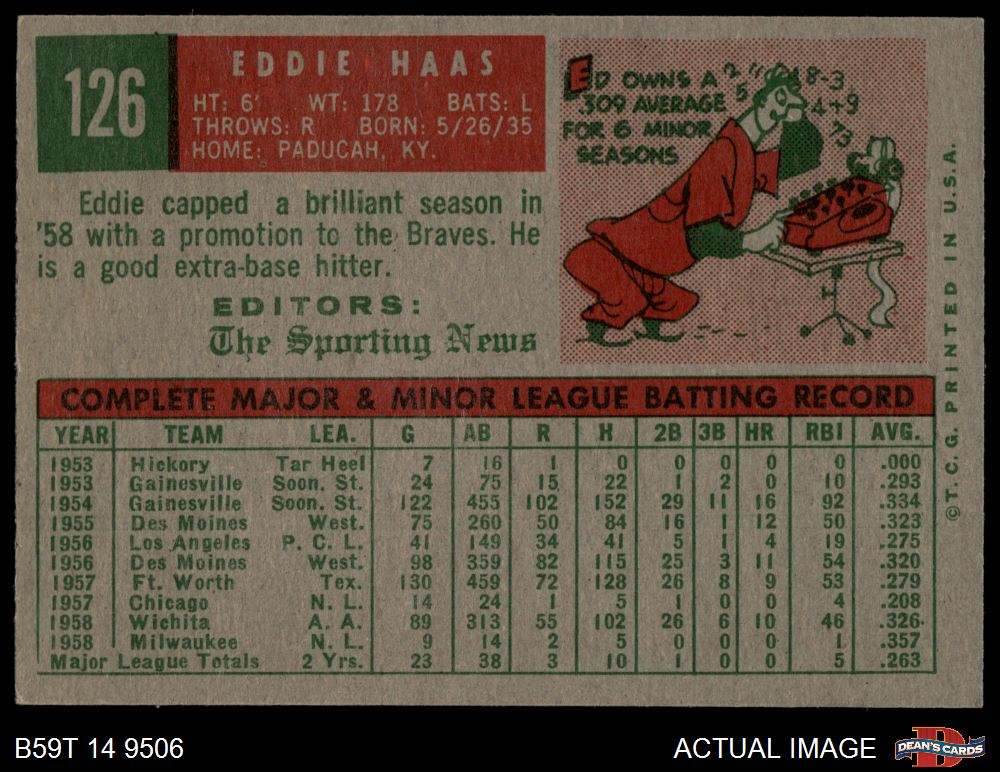 126
EDDIE HAAS
HT: 6' WT: 178 BATS: L
THROWS: R BORN: 5/26/35
HOME: PADUCAH, KY.
Eddie capped a brilliant season in
'58 with a promotion to the Braves. He
is a good extra-base hitter.
EDITORS:
The Sporting News
ED OWNS A
309 AVERAGE
FOR 6 MINOR
SEASONS
8-3
4+9
73
5
COMPLETE MAJOR & MINOR LEAGUE BATTING RECORD
YEAR TEAM LEA. G AB R H 2B 3B HR RBI AVG.
1953 Hickory Tar Heel 7 16 1 0 0 0 0 0 .000
1953 Gainesville Soon. St. 24 75 15 22 1 2 0 10 .293
1954 Gainesville Soon. St. 122 455 102 152 29 11 16 92 .334
1955 Des Moines West. 75 260 50 84 16 1 12 50 .323
1956 Los Angeles P. C. L. 41 149 34 41 5 1 4 19 .275
1956 Des Moines West. 98 359 82 115 25 3 11 54 .320
1957 Ft. Worth Tex. 130 459 72 128 26 8 9 53 .279
1957 Chicago N. L. 14 24 1 5 1 0 0 4 .208
1958 Wichita A. A. 89 313 55 102 26 6 10 46 .326
1958 Milwaukee N. L. 9 14 2 5 0 0 0 1 .357
Major League Totals 2 Yrs. 23 38 3 10 1 0 0 5 .263
©T. C. G. PRINTED IN U.S.A.
B59T 14 9506
ACTUAL IMAGE
DEAN'S CARDS